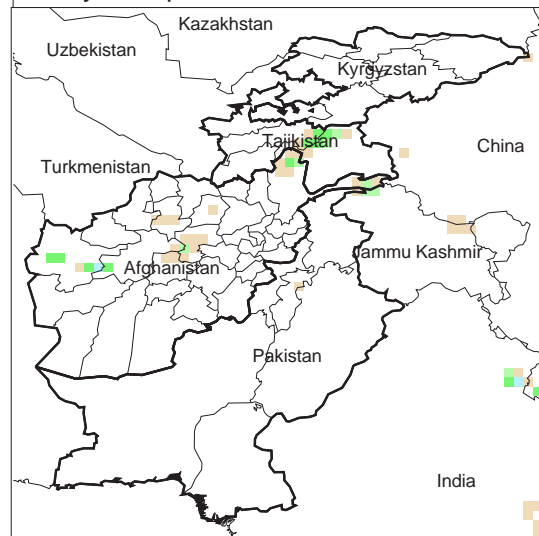 Kazakhstan
Uzbekistan
Kyrgyzstan
Tajikistan
China
Turkmenistan
Jammu Kashmir
Afghanistan
Pakistan
India